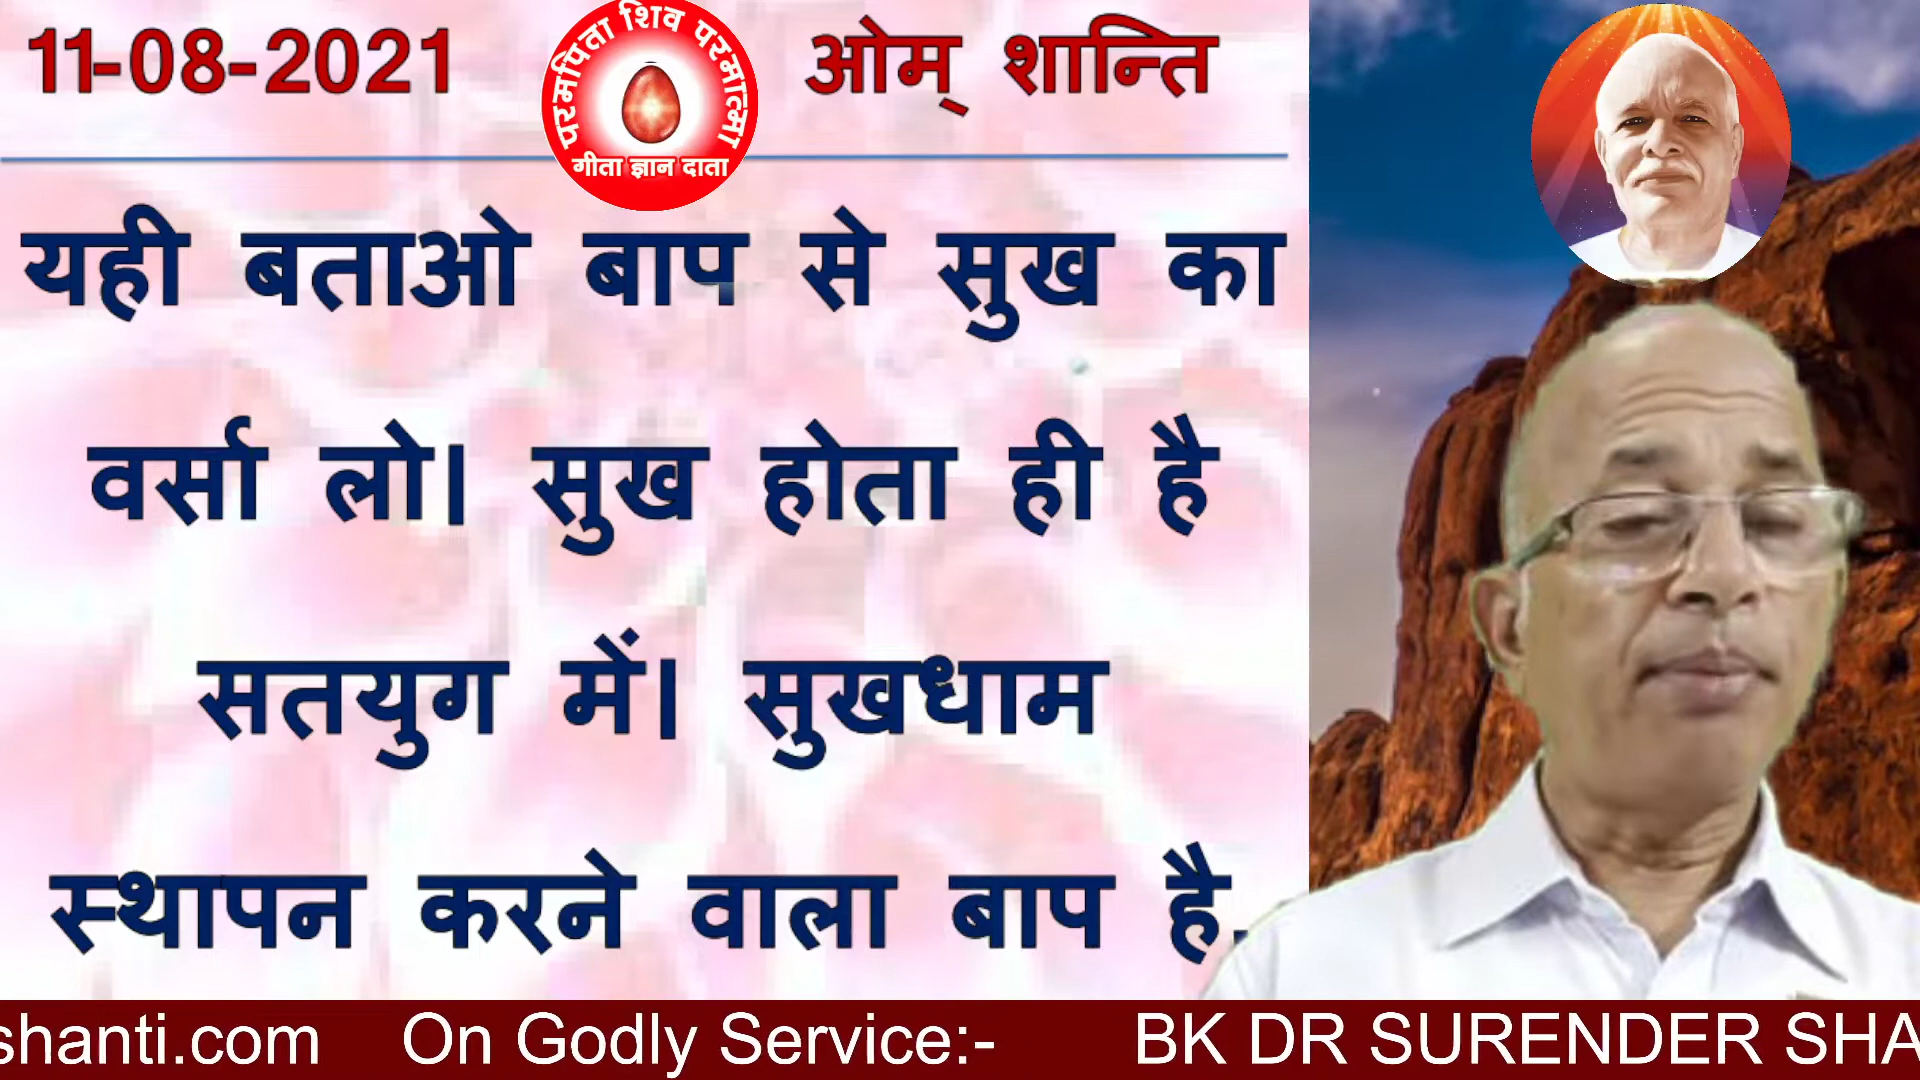 11-08-2021
परमपिता शिव परमात्मा
गीता ज्ञान दाता
ओम् शान्ति
यही बताओ बाप से सुख का
वर्सा लो। सुख होता ही है
सतयुग में। सुखधाम
स्थापन करने वाला बाप है.
shanti.com On Godly Service:- BK DR SURENDER SHA